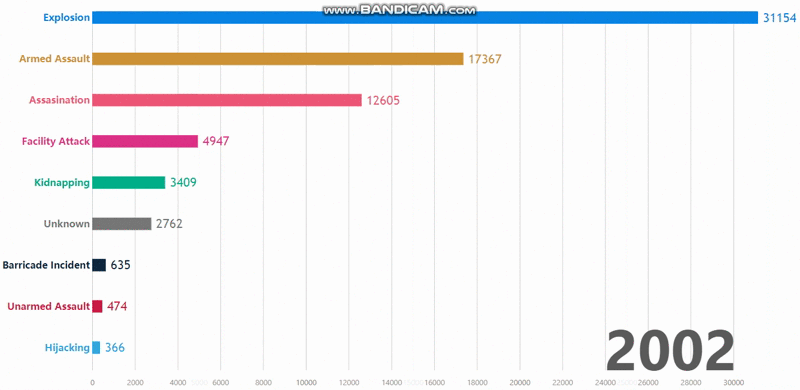 www.BANDICAM.com
Explosion 31154
Armed Assault 17367
Assasination 12605
Facility Attack 4947
Kidnapping 3409
Unknown 2762
Barricade Incident 635
Unarmed Assault 474
Hijacking 366
2002
0 2000 4000 6000 8000 10000 12000 14000 16000 18000 20000 22000 24000 26000 28000 30000